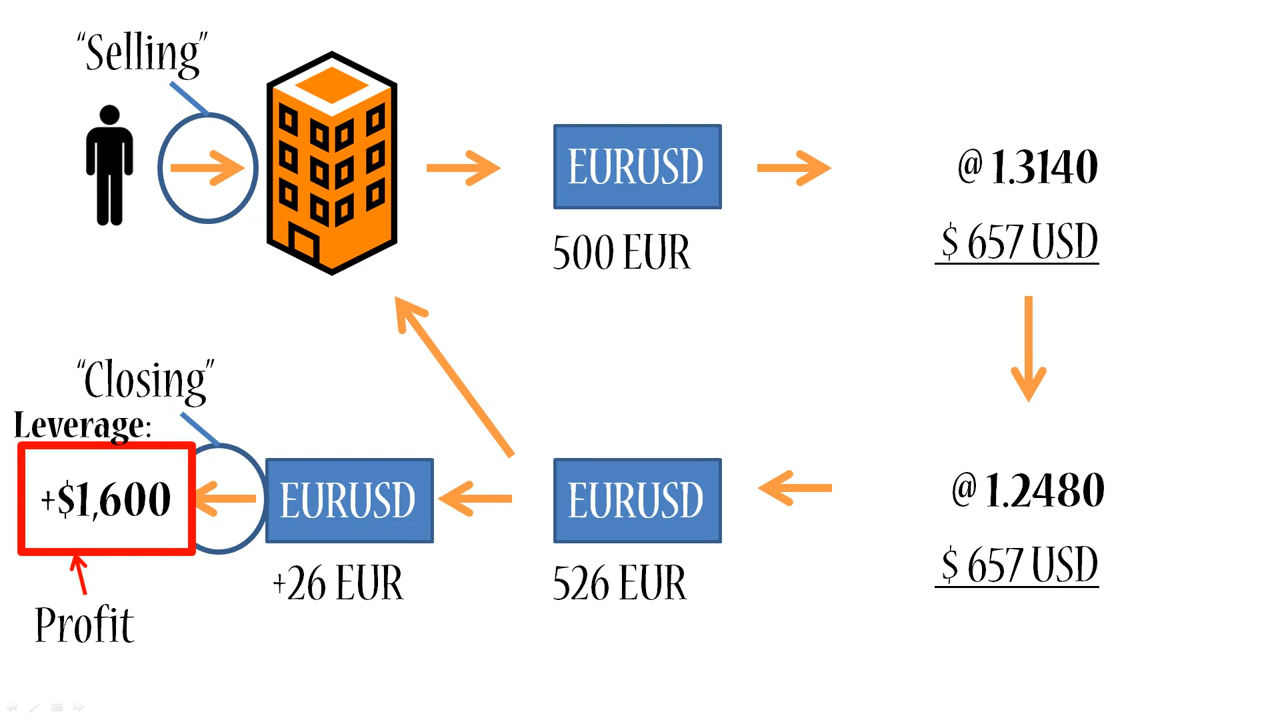 “Selling”
EURUSD
@ 1.3140
500 EUR
$ 657 USD
“Closing”
Leverage:
+$1,600
EURUSD
EURUSD
@ 1.2480
+26 EUR
526 EUR
$ 657 USD
Profit